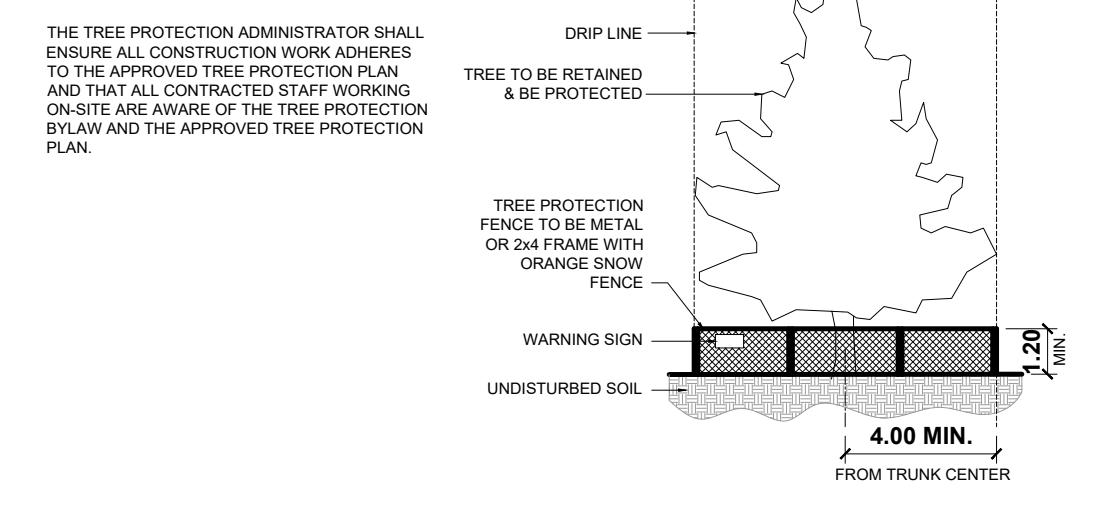 THE TREE PROTECTION ADMINISTRATOR SHALL
ENSURE ALL CONSTRUCTION WORK ADHERES
TO THE APPROVED TREE PROTECTION PLAN
AND THAT ALL CONTRACTED STAFF WORKING
ON-SITE ARE AWARE OF THE TREE PROTECTION
BYLAW AND THE APPROVED TREE PROTECTION
PLAN.
DRIP LINE
TREE TO BE RETAINED
& BE PROTECTED
TREE PROTECTION
FENCE TO BE METAL
OR 2x4 FRAME WITH
ORANGE SNOW
FENCE
WARNING SIGN
UNDISTURBED SOIL
1.20
MIN.
4.00 MIN.
FROM TRUNK CENTER